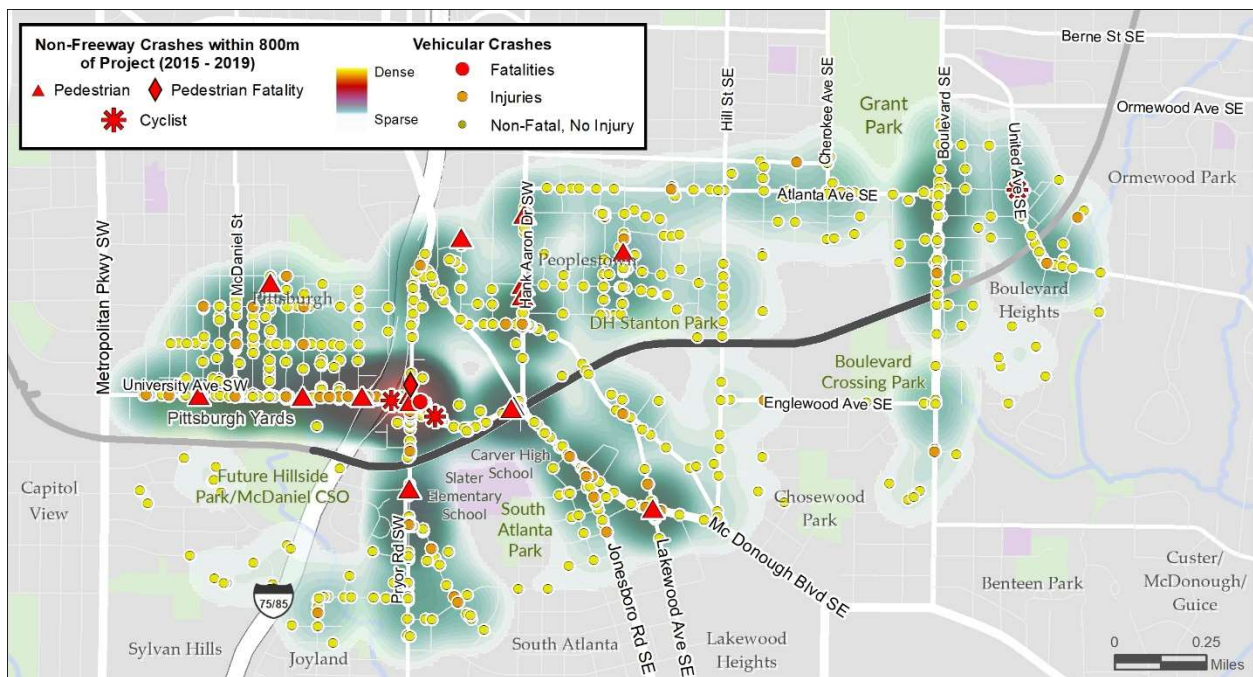 Non-Freeway Crashes within 800m
of Project (2015 - 2019)
Pedestrian
Pedestrian Fatality
Cyclist
Dense
Sparse
Vehicular Crashes
Fatalities
Injuries
Non-Fatal, No Injury
Berne St SE
Ormewood Ave SE
Hill St SE
Cherokee Ave SE
Grant
Park
Boulevard SE
United Ave SE
Ormewood Park
Atlanta Ave SE
Metropolitan Pkwy SW
McDaniel St
Hank Aaron Dr SW
Peoplestown
Pittsburgh
Boulevard
Heights
DH Stanton Park
Boulevard
Crossing Park
University Ave SW
Pittsburgh Yards
Englewood Ave SE
Carver High
School
Slater
Elementary
School
Future Hillside
Park/McDaniel CSO
Capitol
View
South
Atlanta
Park
Chosewood
Park
Pryor Rd SW
Mc Donough Blvd SE
Jonesboro Rd SE
Lakewood Ave SE
Benteen Park
Custer/
McDonough/
Guice
75/85
Sylvan Hills
Joyland
South Atlanta
Lakewood
Heights
0
0.25
Miles